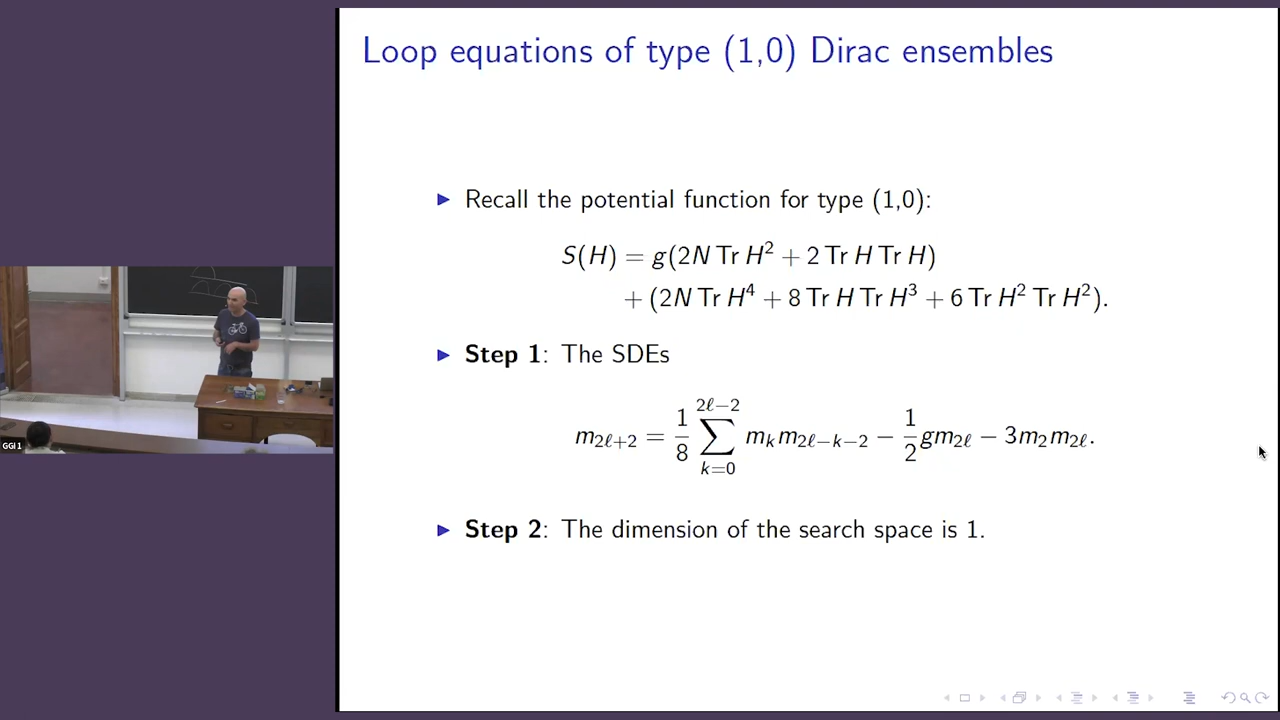 Loop equations of type (1,0) Dirac ensembles
▶ Recall the potential function for type (1,0):
S(H) = g(2N Tr H² + 2 Tr H Tr H)
+ (2N Tr H⁴ + 8 Tr H Tr H³ + 6 Tr H² Tr H²).
▶ Step 1: The SDEs
m_{2ℓ+2} = \frac{1}{8} \sum_{k=0}^{2ℓ−2} m_k m_{2ℓ−k−2} − \frac{1}{2} g m_{2ℓ} − 3 m_2 m_{2ℓ}.
▶ Step 2: The dimension of the search space is 1.
GGI 1